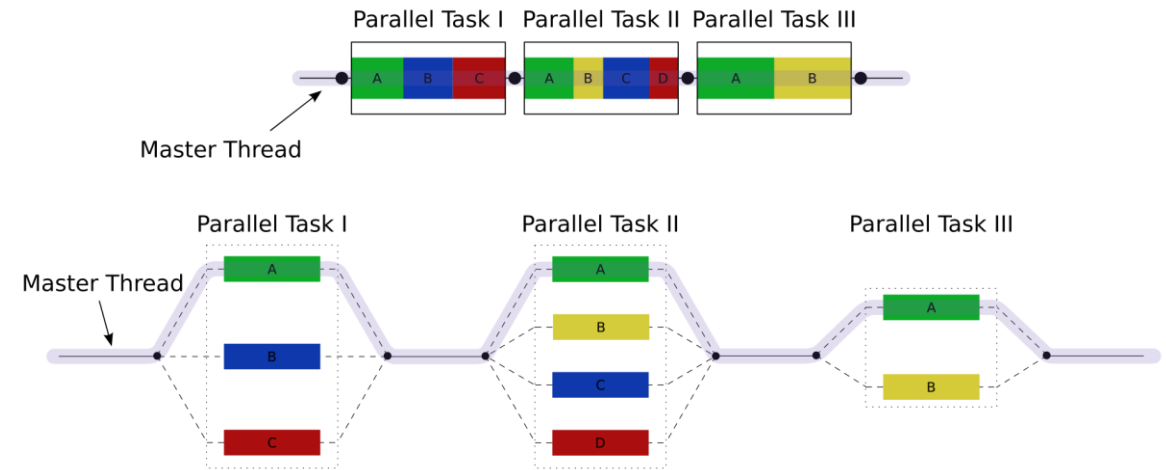 Parallel Task I Parallel Task II Parallel Task III
A B C A B C D A B
Master Thread
Parallel Task I Parallel Task II Parallel Task III
A A
Master Thread
A
B
B
C
B
C D